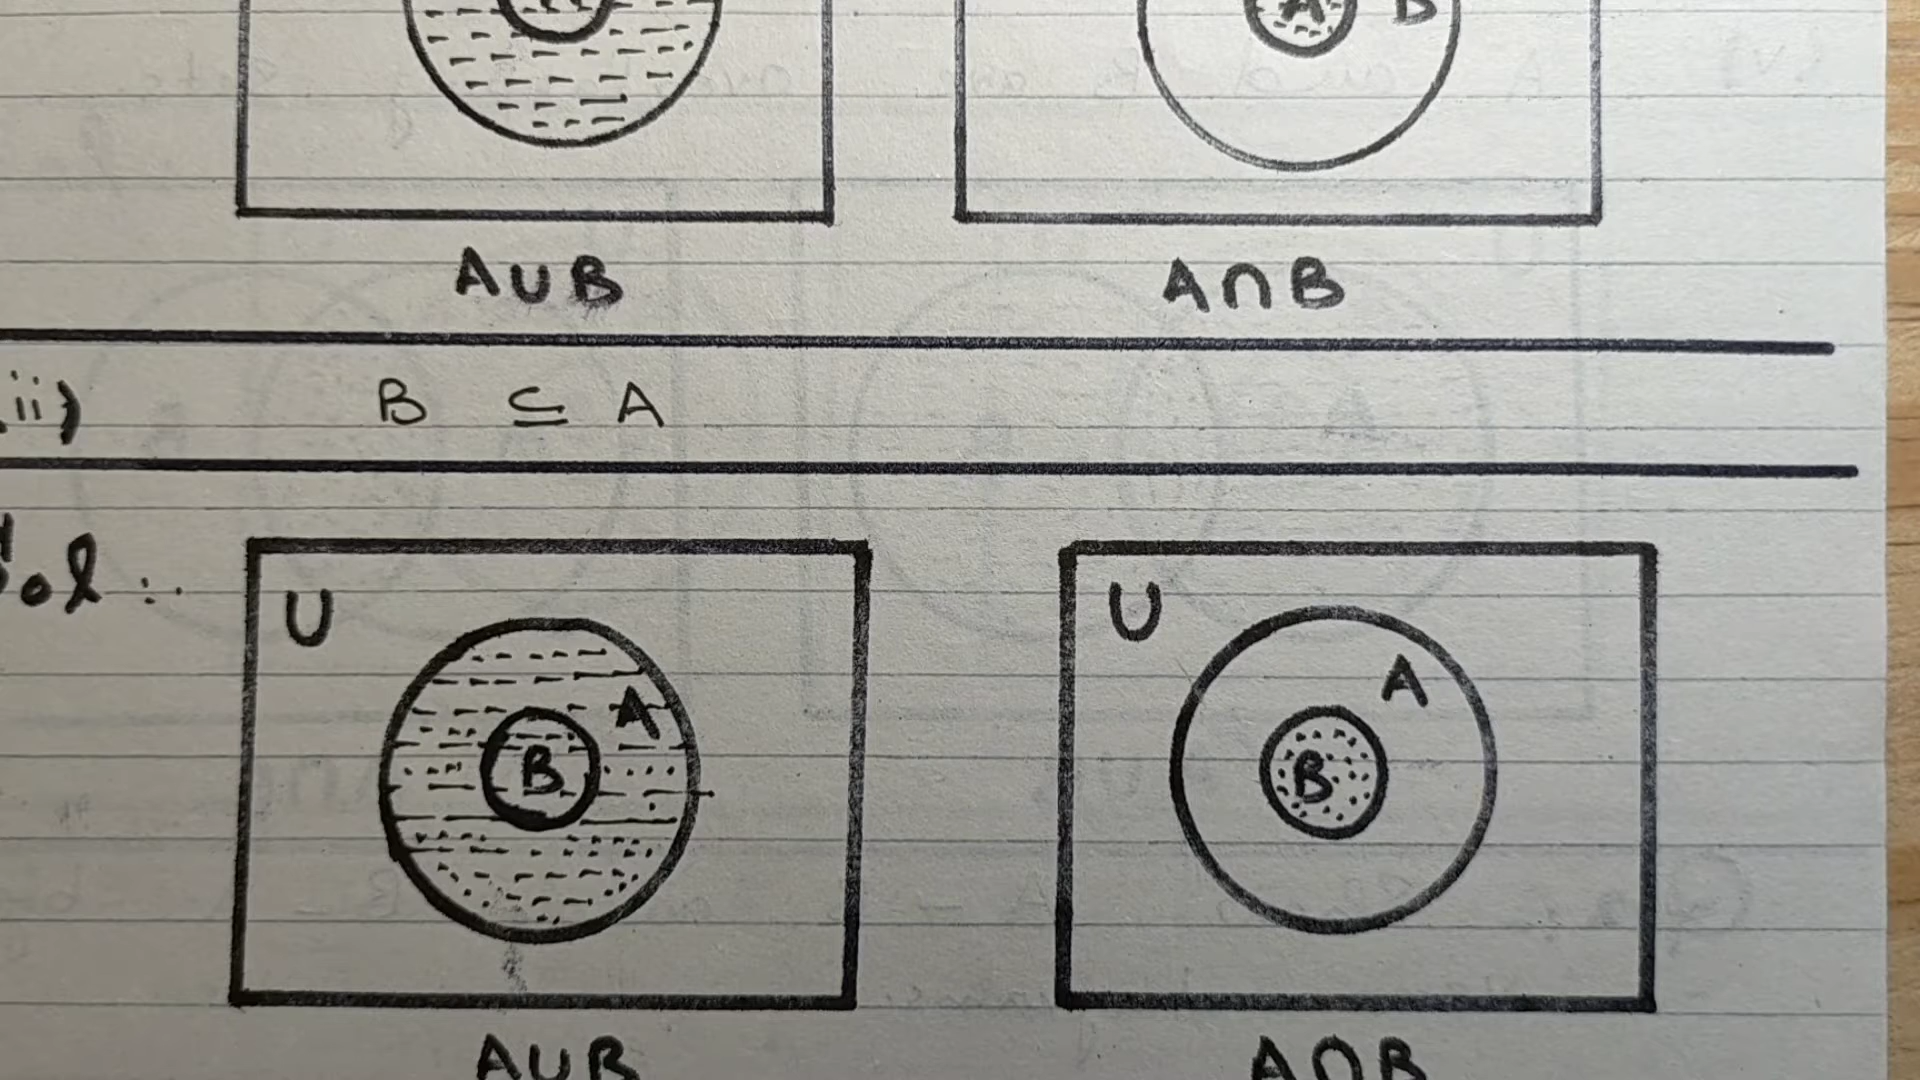 A B
A∪B A∩B
ii) B ⊆ A
Sol :.
U U
A A
B B
A∪B A∩B